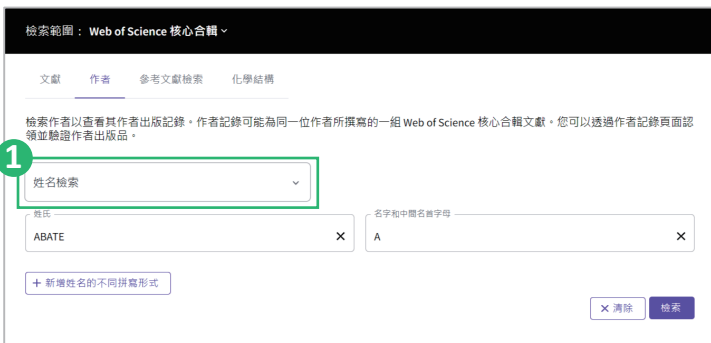 檢索範圍： Web of Science 核心合輯
文獻 作者 參考文獻檢索 化學結構
檢索作者以查看其作者出版記錄。作者記錄可能為同一位作者所撰寫的一組 Web of Science 核心合輯文獻。您可以透過作者記錄頁面認
領並驗證作者出版品。
1
姓名檢索
姓氏 名字和中間名首字母
ABATE A
+ 新增姓名的不同拼寫形式
清除 檢索